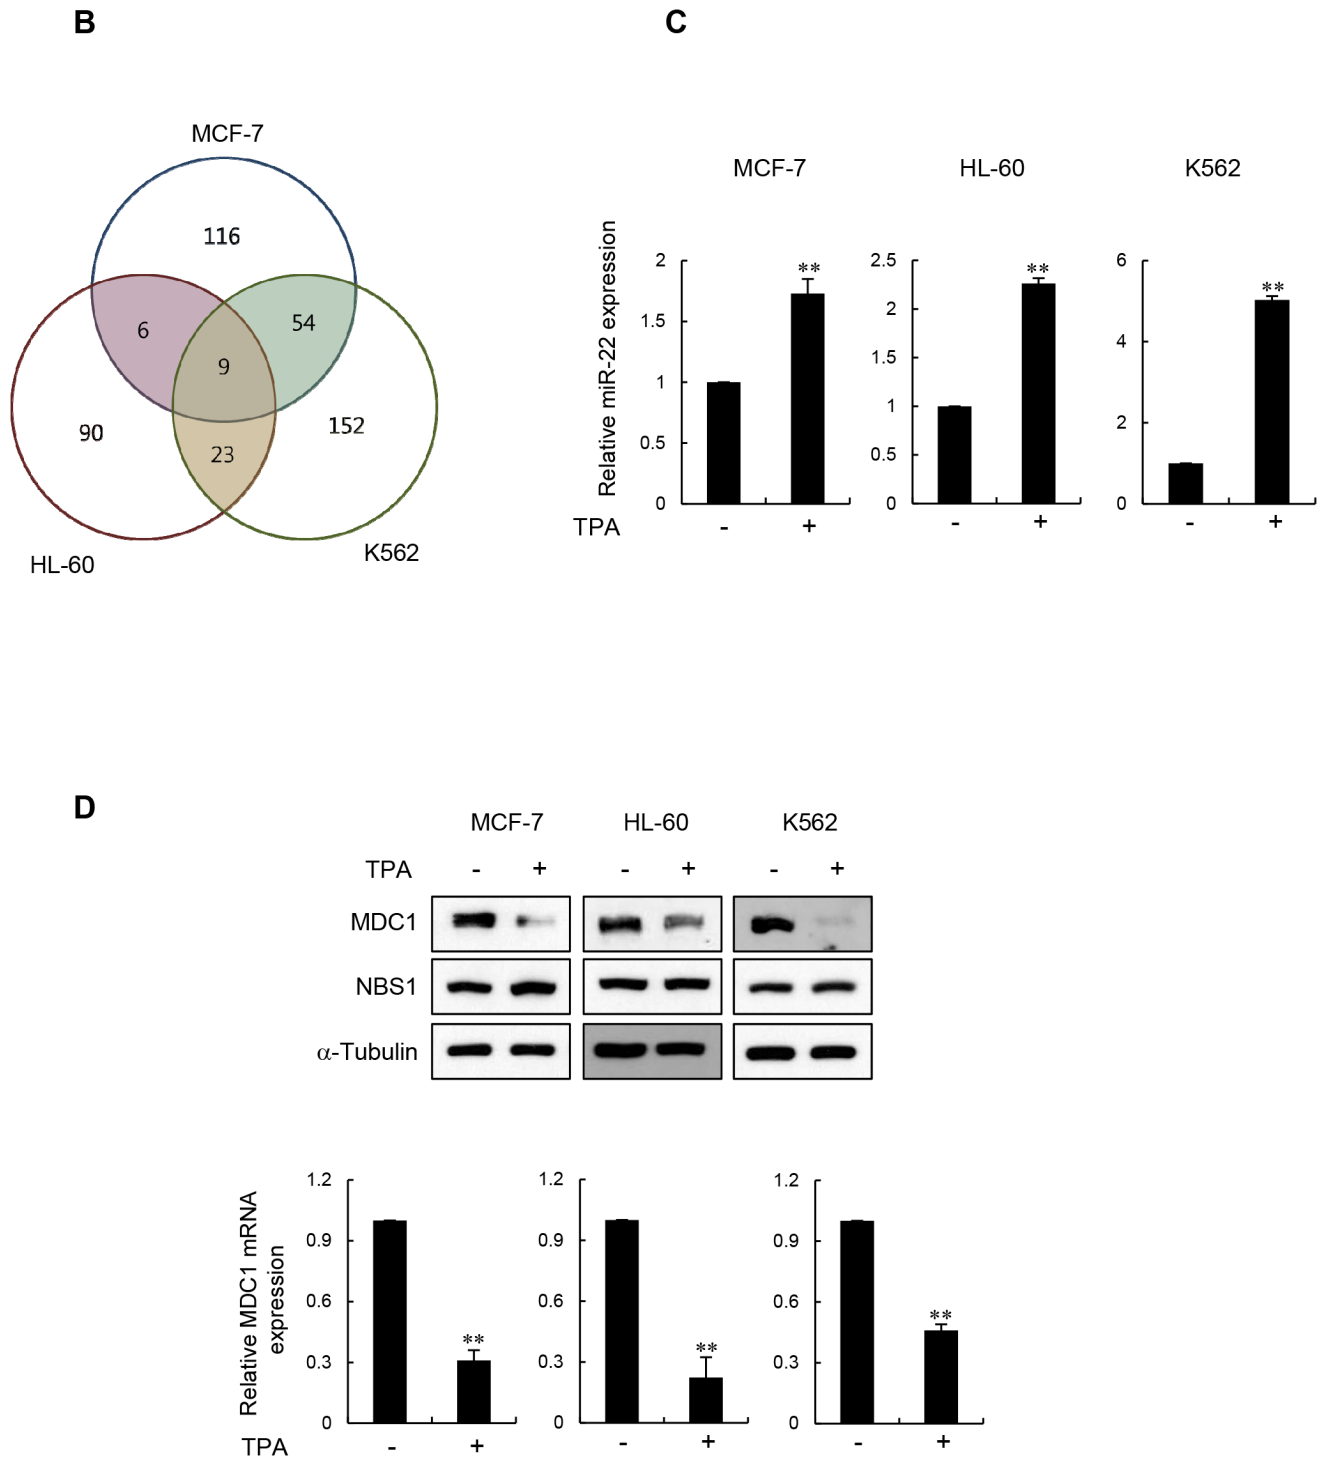 B
C
MCF-7
116
6
54
9
90
152
23
HL-60
K562
MCF-7
HL-60
K562
Relative miR-22 expression
2
1.5
1
0.5
0
**
2.5
2
1.5
1
0.5
0
**
6
4
2
0
**
TPA
- +
- +
- +
D
MCF-7 HL-60 K562
TPA - + - + - +
MDC1
NBS1
α-Tubulin
Relative MDC1 mRNA
expression
1.2
0.9
0.6
0.3
0
**
1.2
0.9
0.6
0.3
0
**
1.2
0.9
0.6
0.3
0
**
TPA - + - + - +